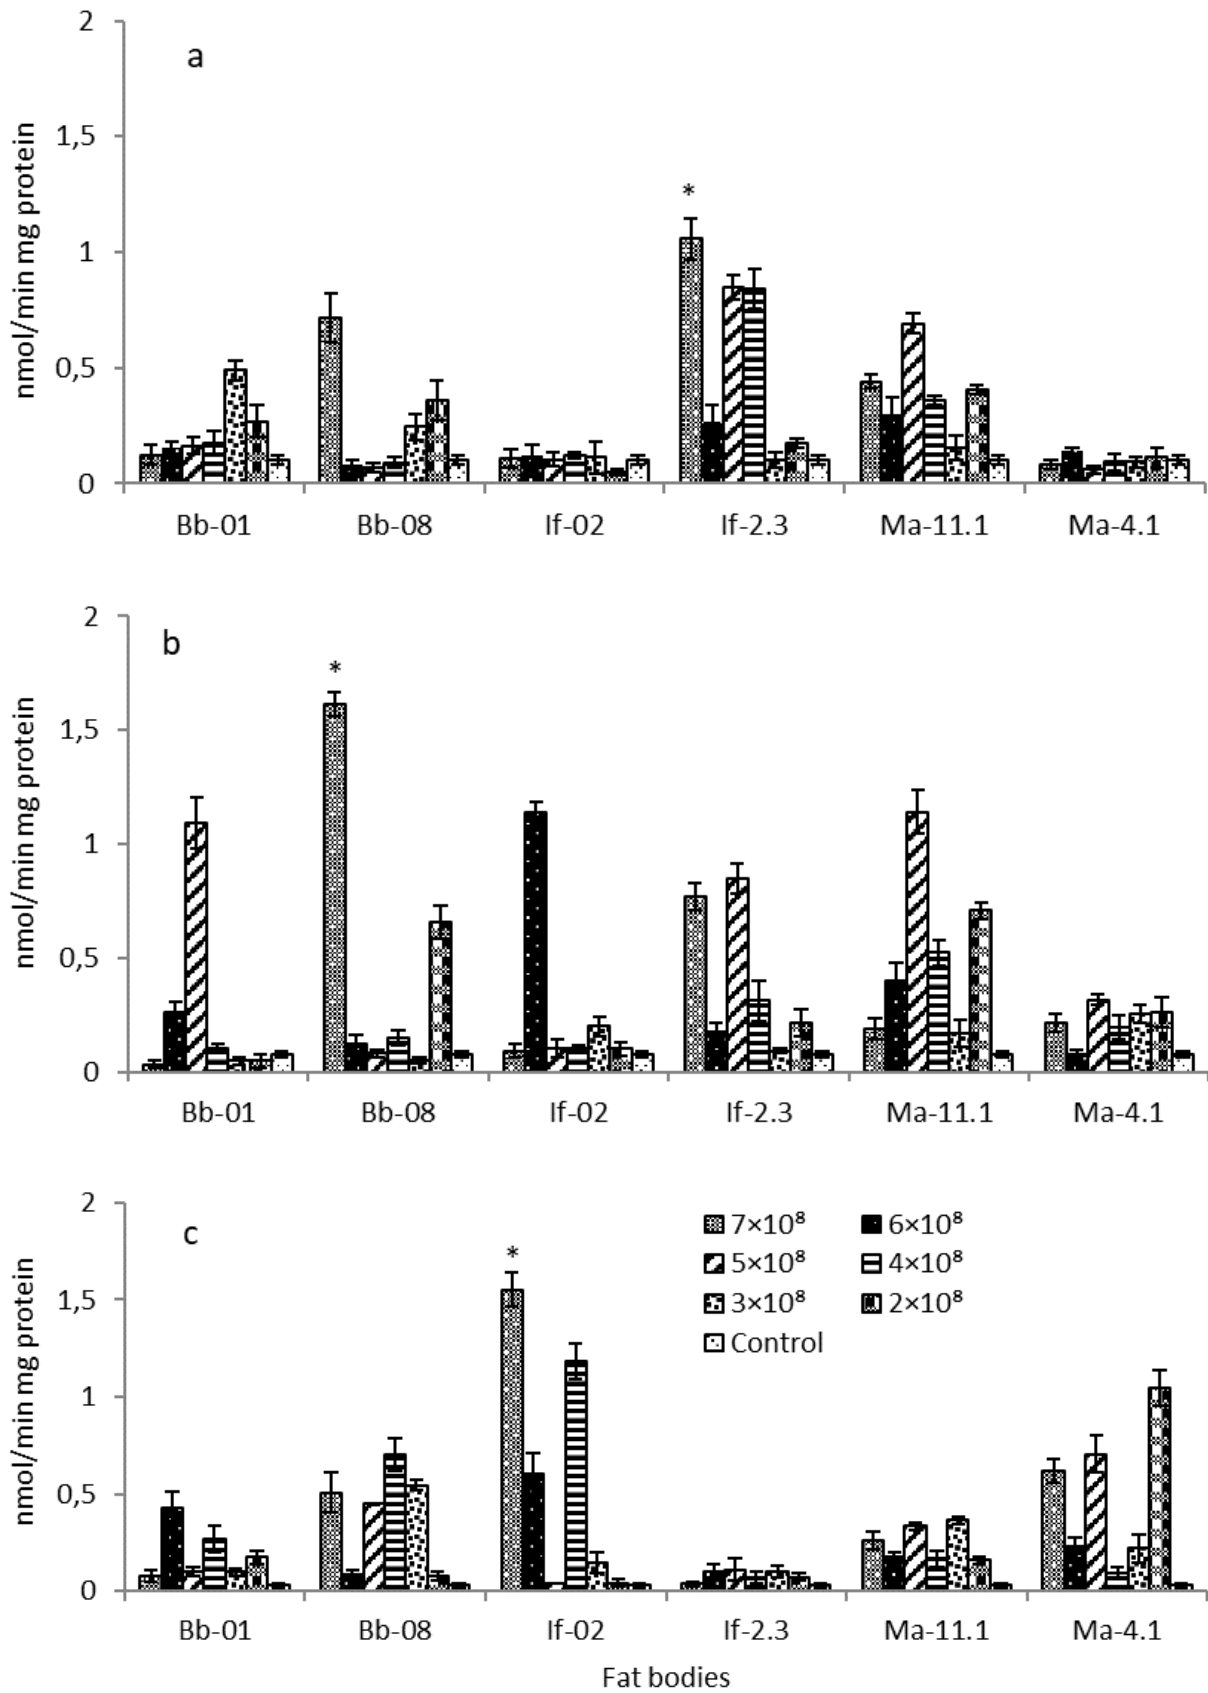 a
nmol/min mg protein
2
1,5
1
0,5
0
*
Bb-01 Bb-08 If-02 If-2.3 Ma-11.1 Ma-4.1
b
nmol/min mg protein
2
1,5
1
0,5
0
*
Bb-01 Bb-08 If-02 If-2.3 Ma-11.1 Ma-4.1
c
nmol/min mg protein
2
1,5
1
0,5
0
*
7×10⁸ 6×10⁸
5×10⁸ 4×10⁸
3×10⁸ 2×10⁸
Control
Bb-01 Bb-08 If-02 If-2.3 Ma-11.1 Ma-4.1
Fat bodies